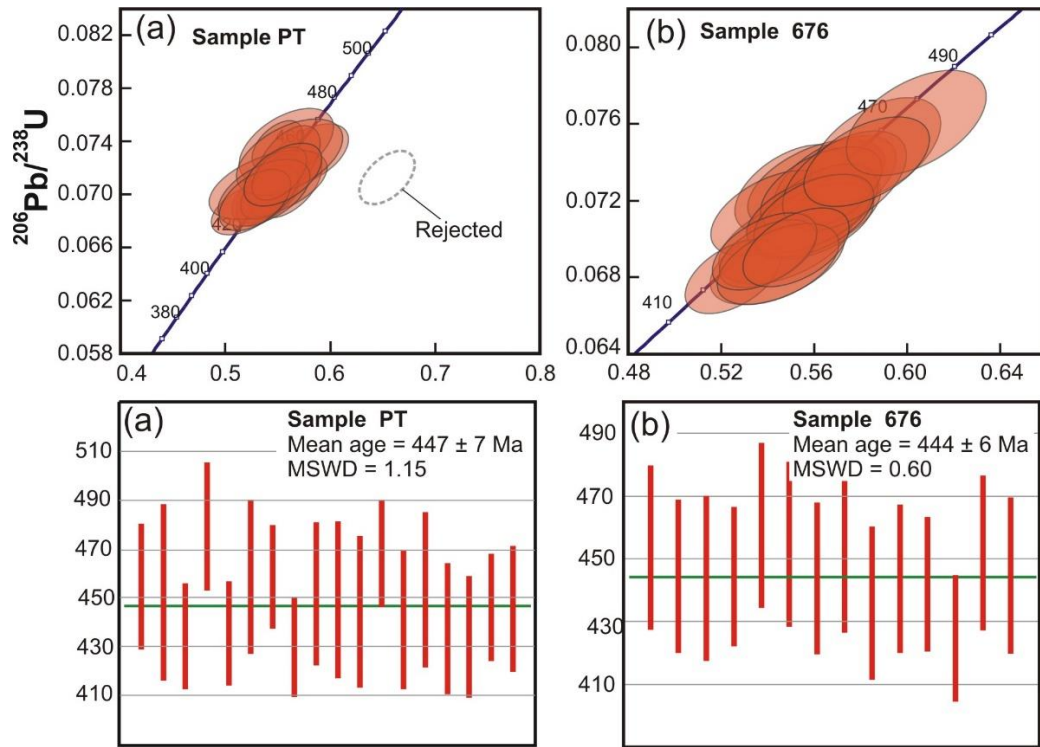 (a) Sample PT
0.082
0.078
0.074
0.070
0.066
0.062
0.058
²⁰⁶Pb/²³⁸U
500
480
420
400
380
Rejected
0.4 0.5 0.6 0.7 0.8
(b) Sample 676
0.080
0.076
0.072
0.068
0.064
490
470
410
0.48 0.52 0.56 0.60 0.64
(a) Sample PT
Mean age = 447 ± 7 Ma
MSWD = 1.15
510
490
470
450
430
410
(b) Sample 676
Mean age = 444 ± 6 Ma
MSWD = 0.60
490
470
450
430
410